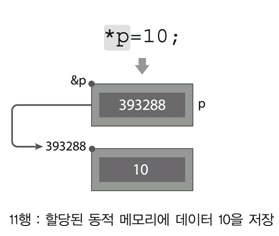 *p=10;
&p
393288
p
393288
10
11행 : 할당된 동적 메모리에 데이터 10을 저장